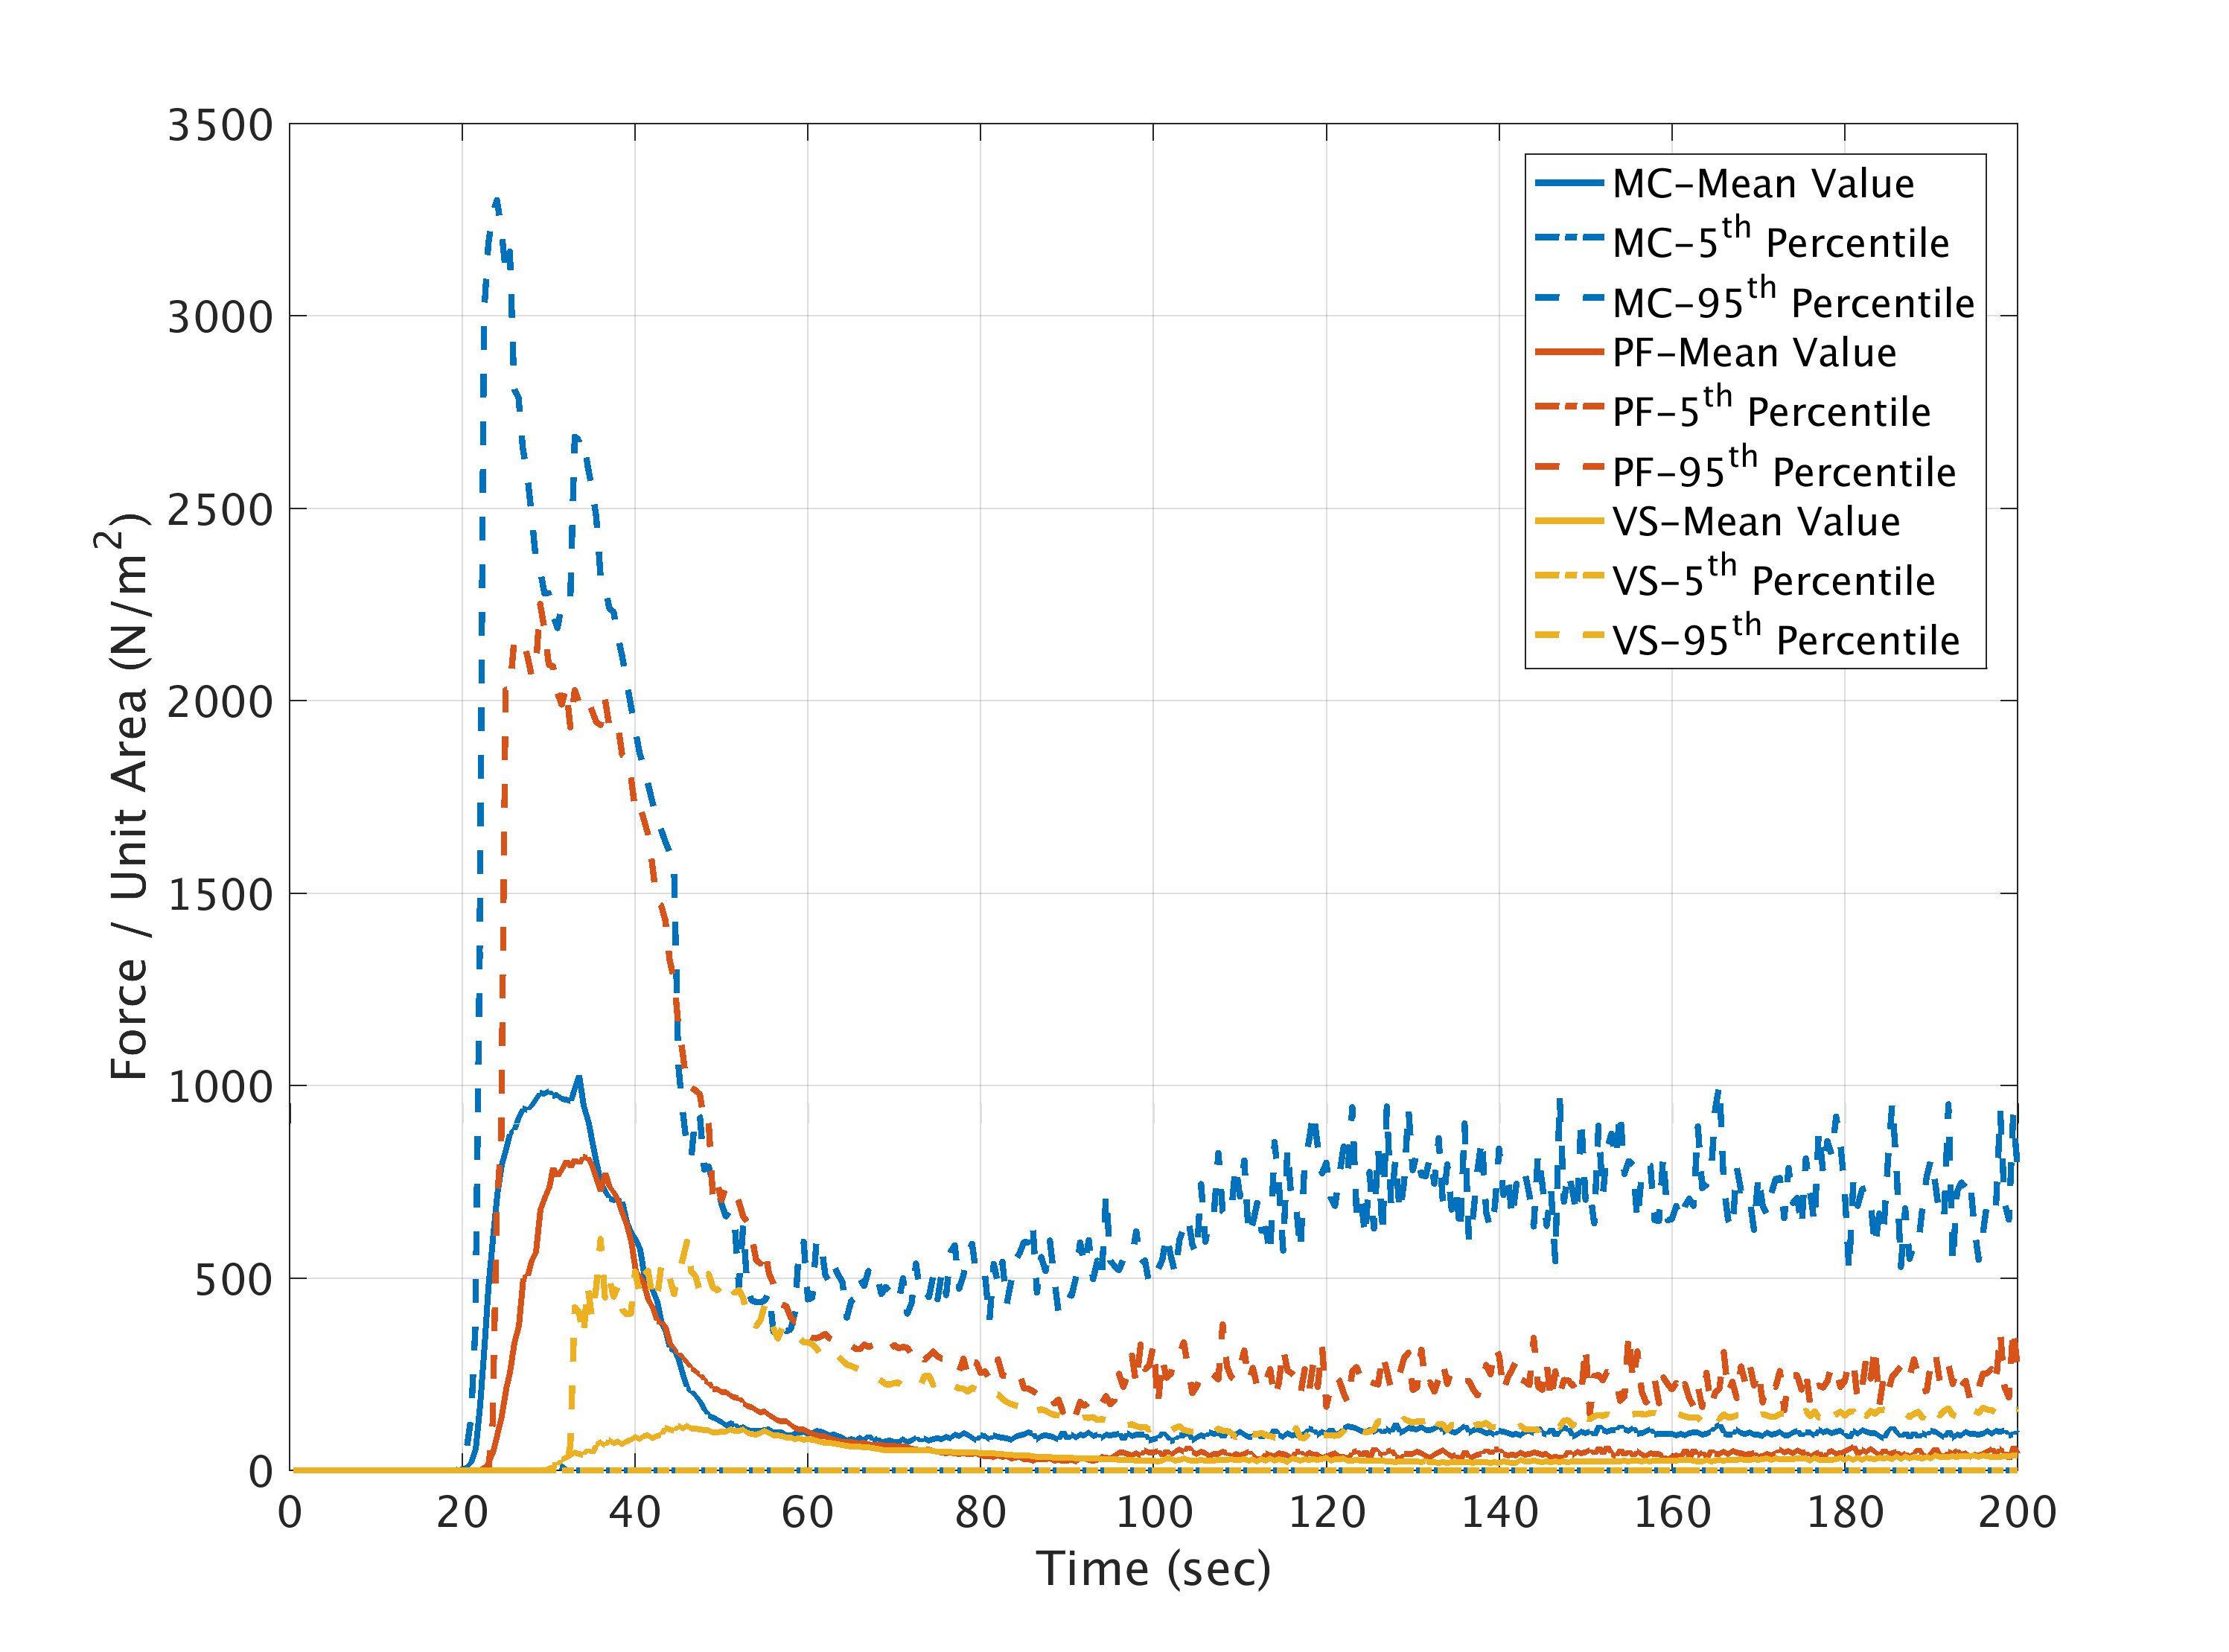 3500
3000
2500
2000
1500
1000
500
0
Force / Unit Area (N/m²)
MC–Mean Value
MC–5ᵗʰ Percentile
MC–95ᵗʰ Percentile
PF–Mean Value
PF–5ᵗʰ Percentile
PF–95ᵗʰ Percentile
VS–Mean Value
VS–5ᵗʰ Percentile
VS–95ᵗʰ Percentile
0 20 40 60 80 100 120 140 160 180 200
Time (sec)